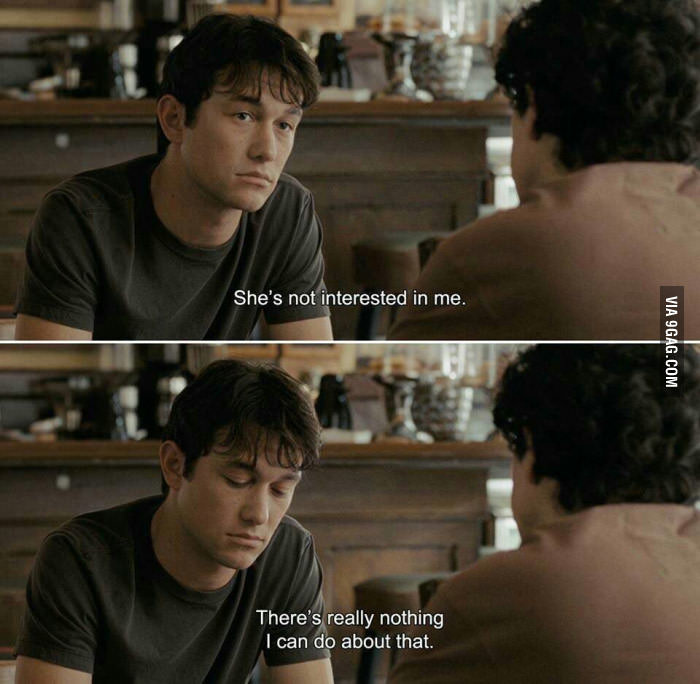 She's not interested in me.
VIA 9GAG.COM
There's really nothing
I can do about that.